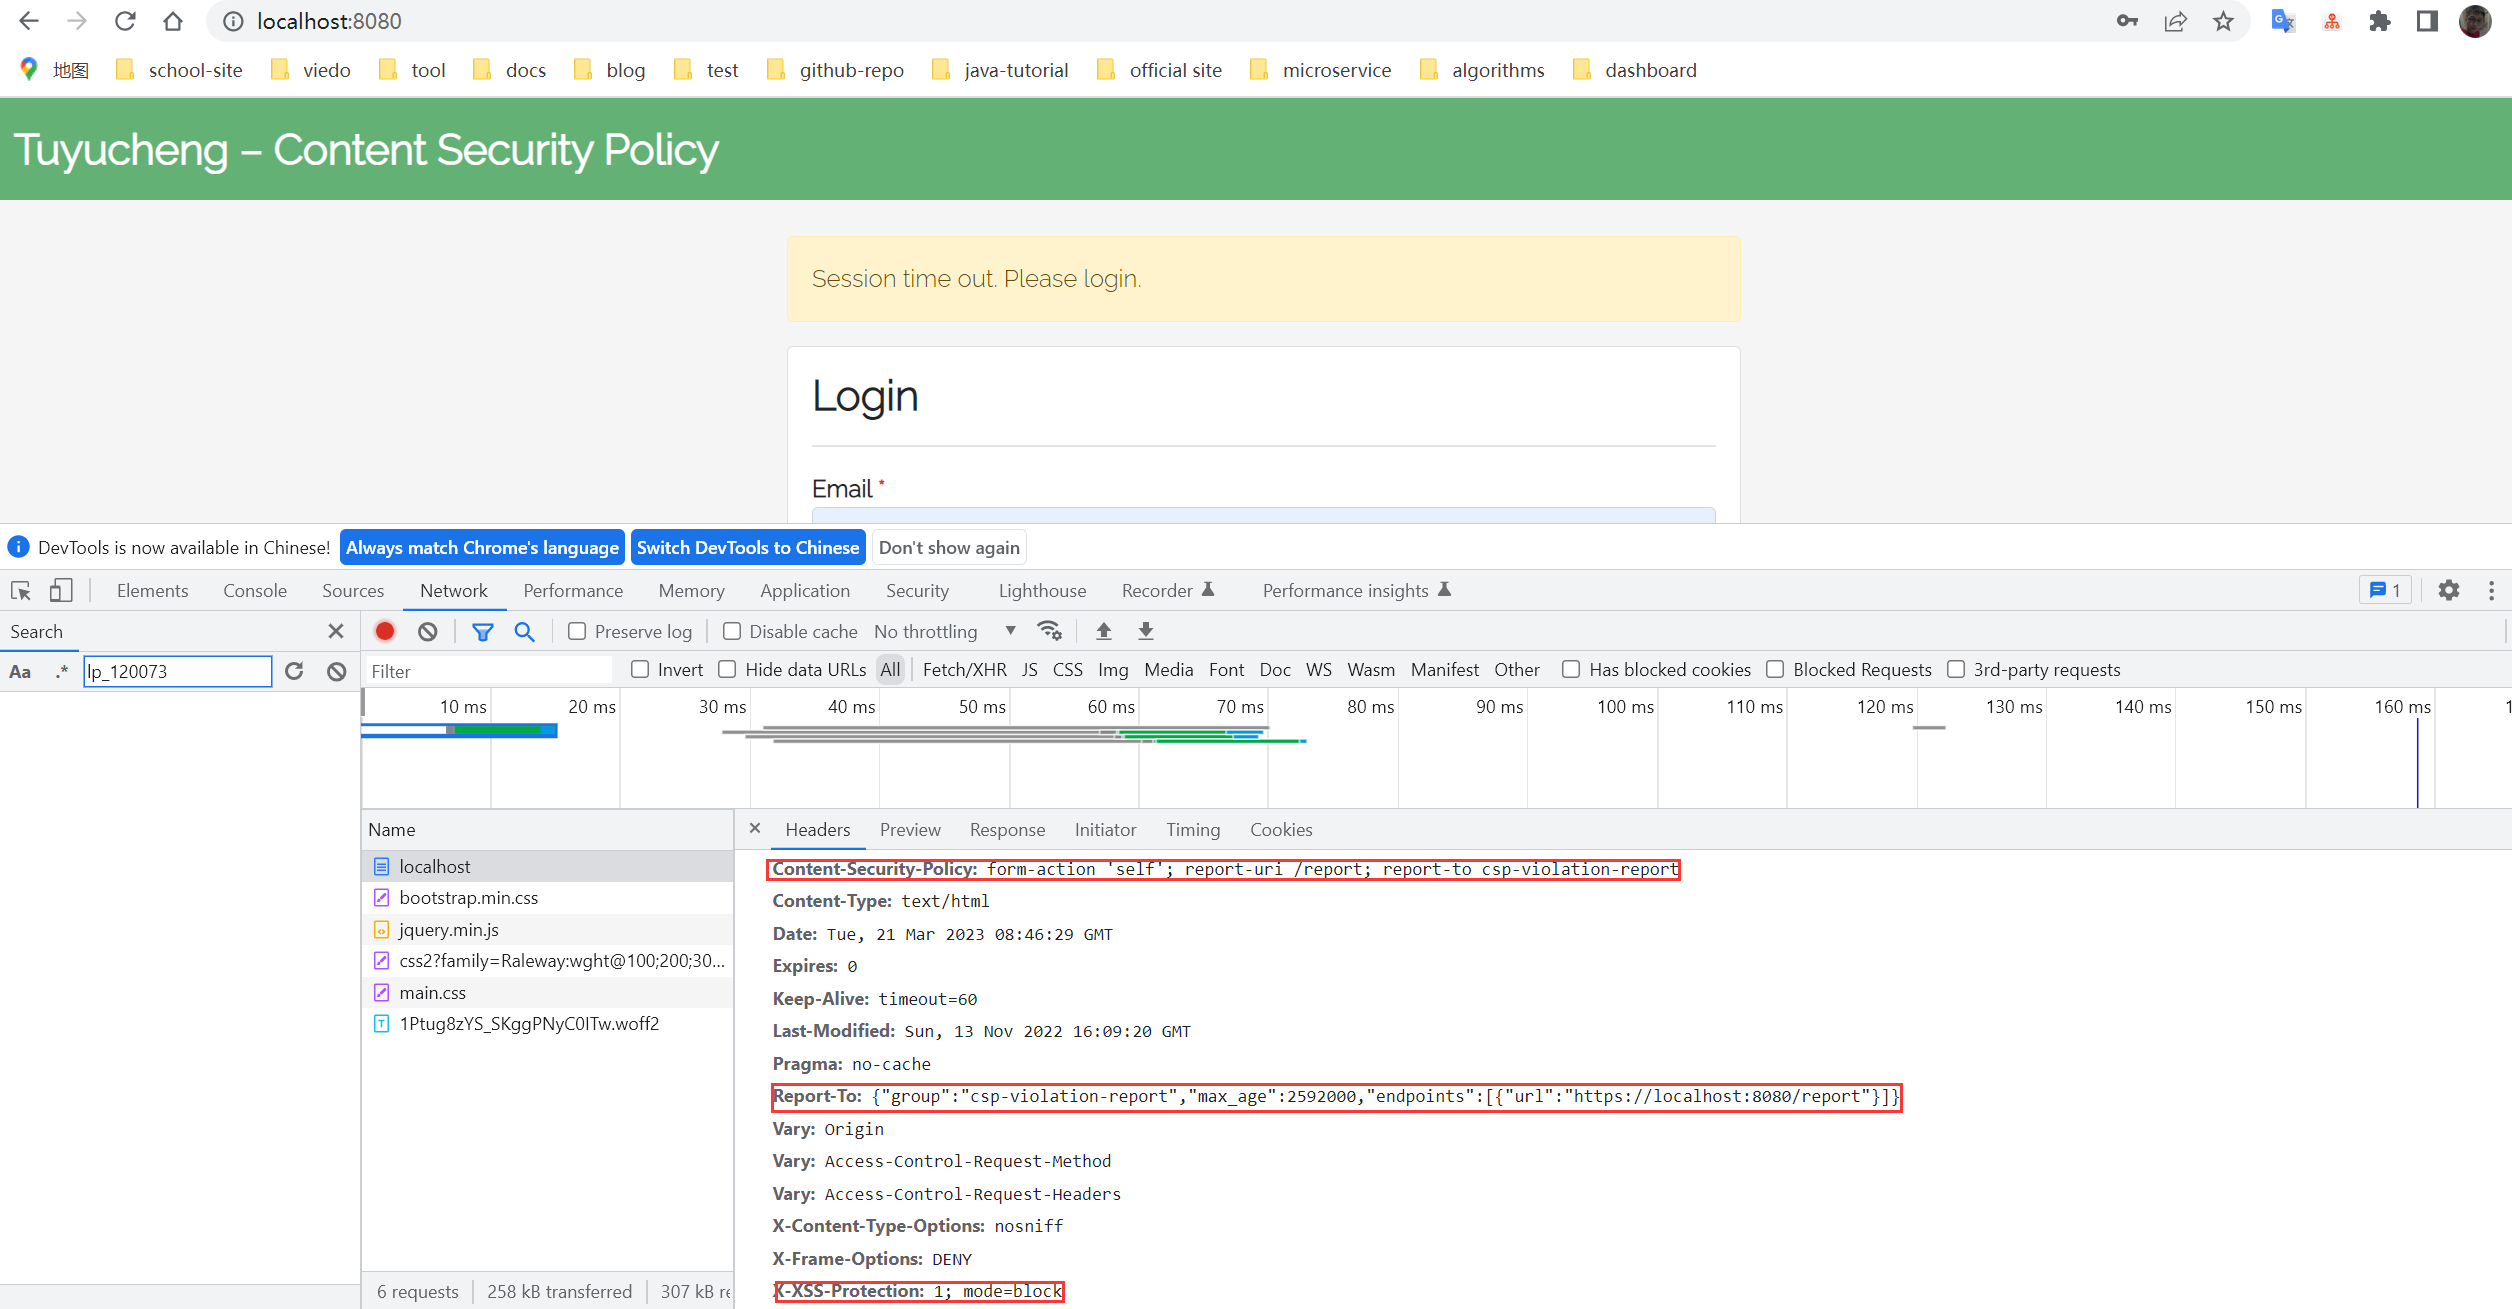 localhost:8080
地图 school-site viedo tool docs blog test github-repo java-tutorial official site microservice algorithms dashboard
Tuyucheng – Content Security Policy
Session time out. Please login.
Login
Email *
DevTools is now available in Chinese! Always match Chrome's language Switch DevTools to Chinese Don't show again
Elements Console Sources Network Performance Memory Application Security Lighthouse Recorder Performance insights 1
Search Preserve log Disable cache No throttling
Aa .* lp_120073 Filter Invert Hide data URLs All Fetch/XHR JS CSS Img Media Font Doc WS Wasm Manifest Other Has blocked cookies Blocked Requests 3rd-party requests
10 ms 20 ms 30 ms 40 ms 50 ms 60 ms 70 ms 80 ms 90 ms 100 ms 110 ms 120 ms 130 ms 140 ms 150 ms 160 ms
Name
localhost
bootstrap.min.css
jquery.min.js
css2?family=Raleway:wght@100;200;30...
main.css
1Ptug8zYS_SKggPNyC0ITw.woff2
6 requests 258 kB transferred 307 kB re
Headers Preview Response Initiator Timing Cookies
Content-Security-Policy: form-action 'self'; report-uri /report; report-to csp-violation-report
Content-Type: text/html
Date: Tue, 21 Mar 2023 08:46:29 GMT
Expires: 0
Keep-Alive: timeout=60
Last-Modified: Sun, 13 Nov 2022 16:09:20 GMT
Pragma: no-cache
Report-To: {"group":"csp-violation-report","max_age":2592000,"endpoints":[{"url":"https://localhost:8080/report"}]}
Vary: Origin
Vary: Access-Control-Request-Method
Vary: Access-Control-Request-Headers
X-Content-Type-Options: nosniff
X-Frame-Options: DENY
X-XSS-Protection: 1; mode=block